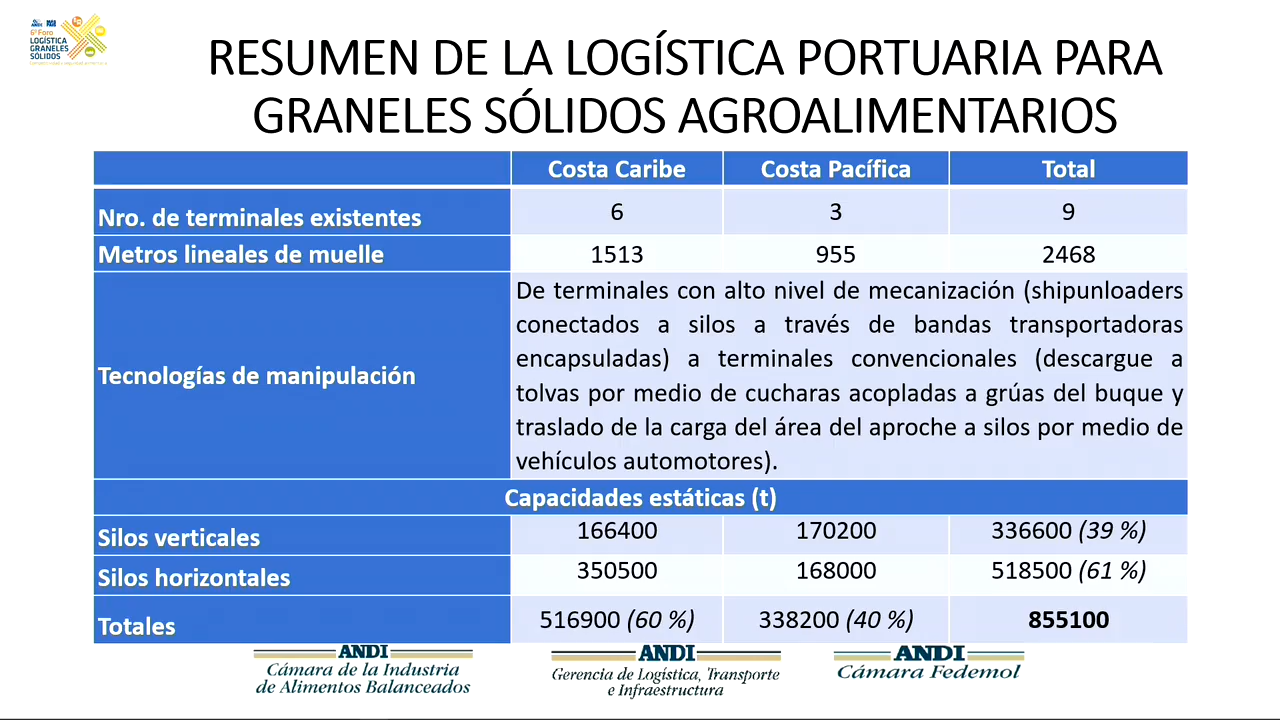 ANDI
6º Foro
LOGÍSTICA
GRANELES
SÓLIDOS
RESUMEN DE LA LOGÍSTICA PORTUARIA PARA
GRANELES SÓLIDOS AGROALIMENTARIOS
Costa Caribe Costa Pacífica Total
Nro. de terminales existentes 6 3 9
Metros lineales de muelle 1513 955 2468
Tecnologías de manipulación
De terminales con alto nivel de mecanización (shipunloaders
conectados a silos a través de bandas transportadoras
encapsuladas) a terminales convencionales (descargue a
tolvas por medio de cucharas acopladas a grúas del buque y
traslado de la carga del área del aproche a silos por medio de
vehículos automotores).
Capacidades estáticas (t)
Silos verticales 166400 170200 336600 (39 %)
Silos horizontales 350500 168000 518500 (61 %)
Totales 516900 (60 %) 338200 (40 %) 855100
ANDI
Cámara de la Industria
de Alimentos Balanceados
ANDI
Gerencia de Logística, Transporte
e Infraestructura
ANDI
Cámara Fedemol